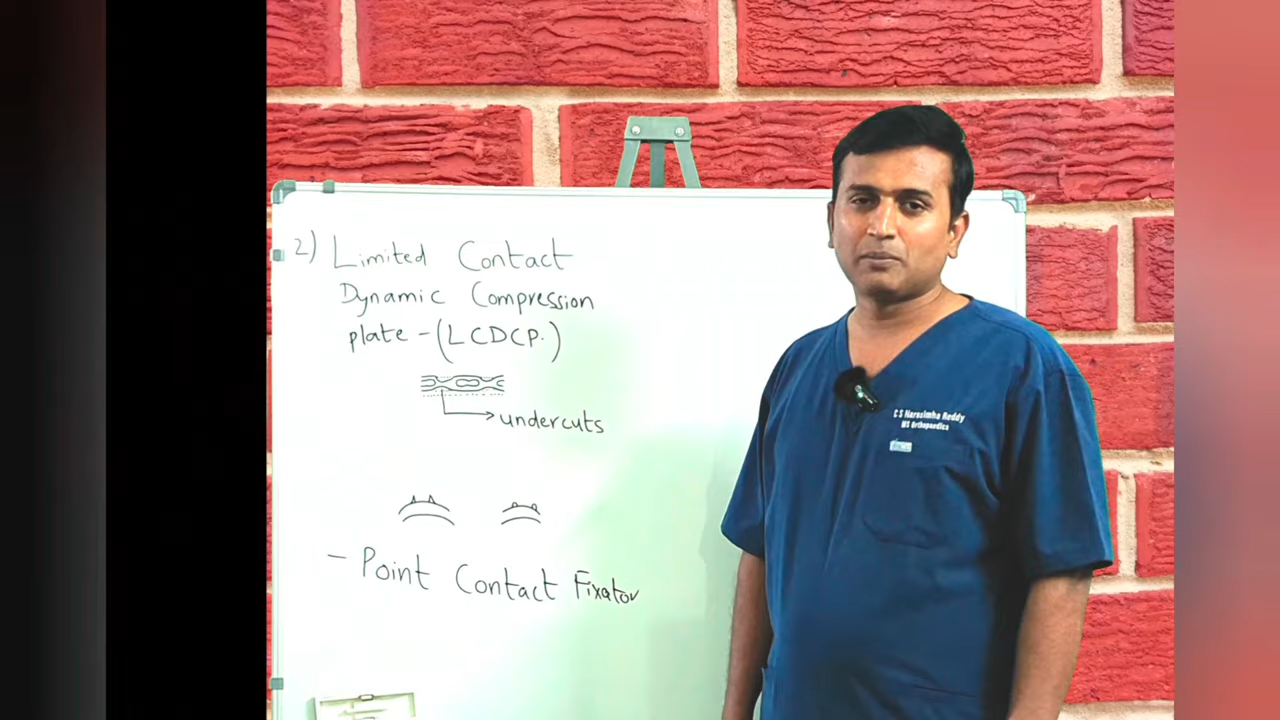 2) Limited Contact
Dynamic Compression
plate - (LCDCP.)
undercuts
- Point Contact Fixator
C S Narasimha Reddy
MS Orthopaedics